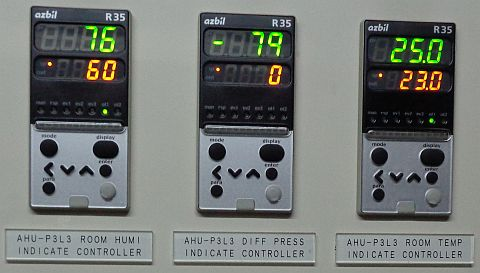 azbil R35
76
60
out
mode
display
enter
para
AHU-P3L3 ROOM HUMI
INDICATE CONTROLLER
azbil R35
- 79
0
out
mode
display
enter
para
AHU-P3L3 DIFF PRESS
INDICATE CONTROLLER
azbil R35
25.0
23.0
mode
display
enter
para
AHU-P3L3 ROOM TEMP
INDICATE CONTROLLER